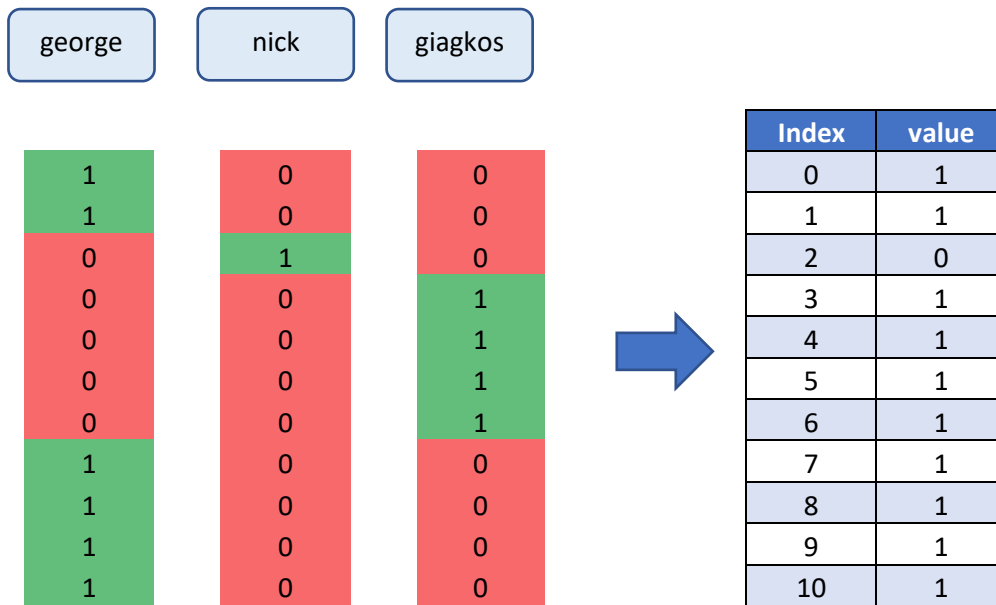 george nick giagkos
Index value
1 0 0 0 1
1 0 0 1 1
0 1 0 2 0
0 0 1 3 1
0 0 1 4 1
0 0 1 5 1
0 0 1 6 1
1 0 0 7 1
1 0 0 8 1
1 0 0 9 1
1 0 0 10 1